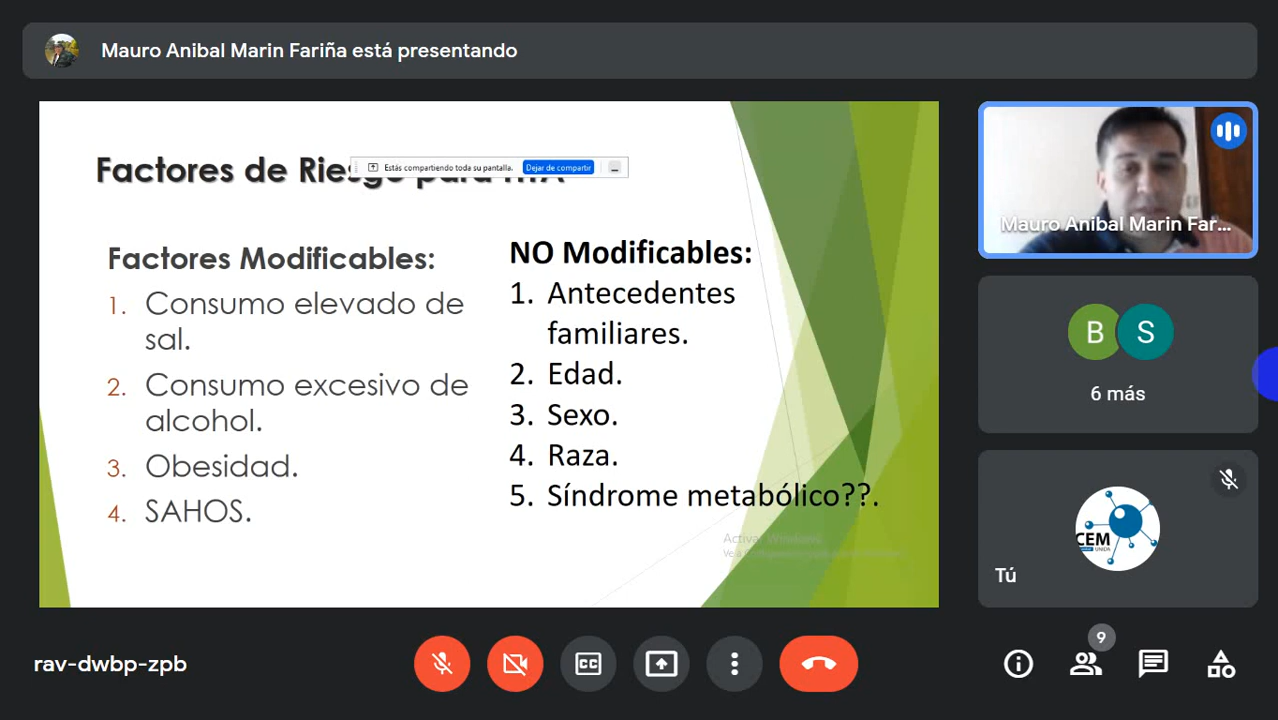 Mauro Anibal Marin Fariña está presentando
Factores de Riesgo para HTA
Estás compartiendo toda su pantalla.
Dejar de compartir
Factores Modificables:
1. Consumo elevado de
sal.
2. Consumo excesivo de
alcohol.
3. Obesidad.
4. SAHOS.
NO Modificables:
1. Antecedentes
familiares.
2. Edad.
3. Sexo.
4. Raza.
5. Síndrome metabólico??.
Activar Windows
Mauro Anibal Marin Far...
B
S
6 más
CEM
UNION
Tú
rav-dwbp-zpb
CC
9